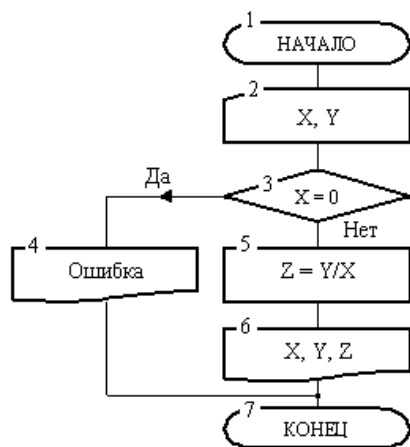 1
НАЧАЛО
2
X, Y
3
X = 0
Да
Нет
4
Ошибка
5
Z = Y/X
6
X, Y, Z
7
КОНЕЦ